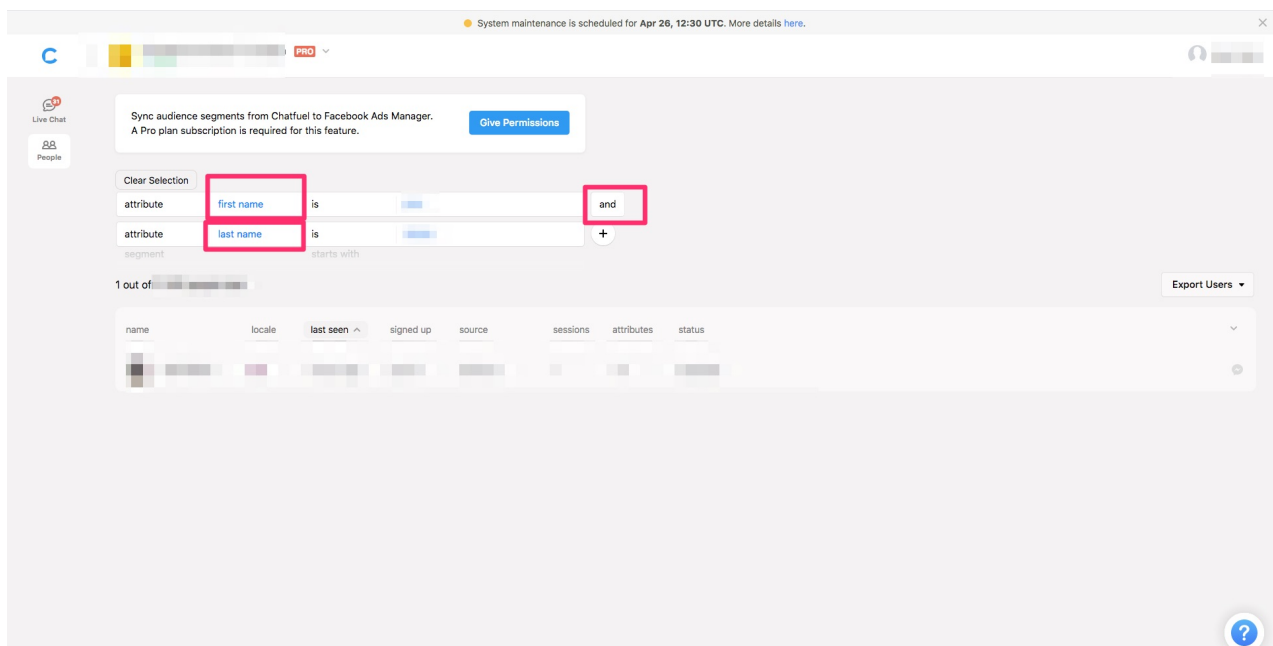 System maintenance is scheduled for Apr 26, 12:30 UTC. More details here.
PRO
Live Chat
People
Sync audience segments from Chatfuel to Facebook Ads Manager.
A Pro plan subscription is required for this feature.
Give Permissions
Clear Selection
attribute first name is and
attribute last name is +
segment starts with
1 out of
Export Users
name locale last seen signed up source sessions attributes status
?